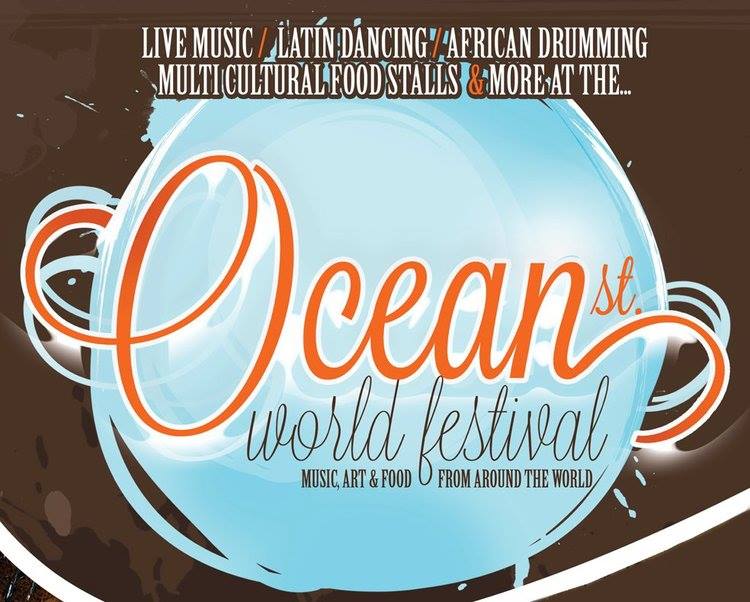 LIVE MUSIC / LATIN DANCING / AFRICAN DRUMMING
MULTI CULTURAL FOOD STALLS & MORE AT THE...
Ocean st.
world festival
MUSIC, ART & FOOD FROM AROUND THE WORLD